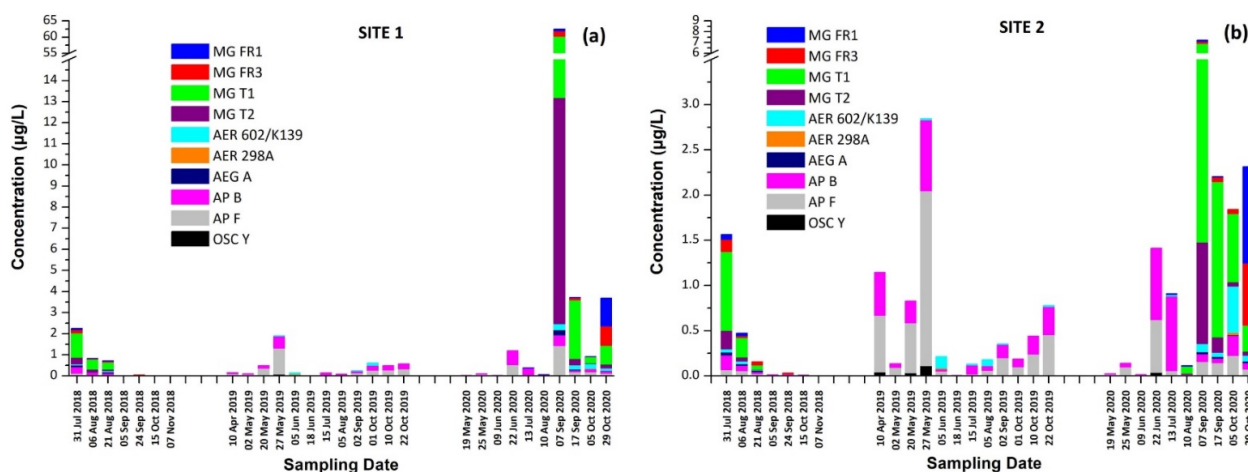 SITE 1
(a)
Concentration (µg/L)
65
60
55
14
13
12
11
10
9
8
7
6
5
4
3
2
1
0
MG FR1
MG FR3
MG T1
MG T2
AER 602/K139
AER 298A
AEG A
AP B
AP F
OSC Y
31 Jul 2018
06 Aug 2018
21 Aug 2018
05 Sep 2018
24 Sep 2018
15 Oct 2018
07 Nov 2018
10 Apr 2019
02 May 2019
20 May 2019
27 May 2019
05 Jun 2019
18 Jun 2019
15 Jul 2019
05 Aug 2019
02 Sep 2019
01 Oct 2019
10 Oct 2019
22 Oct 2019
19 May 2020
25 May 2020
09 Jun 2020
22 Jun 2020
13 Jul 2020
10 Aug 2020
07 Sep 2020
17 Sep 2020
05 Oct 2020
29 Oct 2020
Sampling Date
SITE 2
(b)
Concentration (µg/L)
9
8
7
6
3.0
2.5
2.0
1.5
1.0
0.5
0.0
MG FR1
MG FR3
MG T1
MG T2
AER 602/K139
AER 298A
AEG A
AP B
AP F
OSC Y
31 Jul 2018
06 Aug 2018
21 Aug 2018
05 Sep 2018
24 Sep 2018
15 Oct 2018
07 Nov 2018
10 Apr 2019
02 May 2019
20 May 2019
27 May 2019
05 Jun 2019
18 Jun 2019
15 Jul 2019
05 Aug 2019
02 Sep 2019
01 Oct 2019
10 Oct 2019
22 Oct 2019
19 May 2020
25 May 2020
09 Jun 2020
22 Jun 2020
13 Jul 2020
10 Aug 2020
07 Sep 2020
17 Sep 2020
05 Oct 2020
29 Oct 2020
Sampling Date